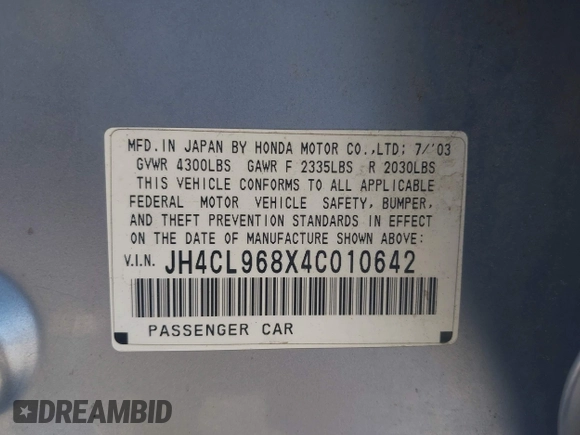 MFD. IN JAPAN BY HONDA MOTOR CO.,LTD; 7/'03
GVWR 4300LBS GAWR F 2335LBS R 2030LBS
THIS VEHICLE CONFORMS TO ALL APPLICABLE
FEDERAL MOTOR VEHICLE SAFETY, BUMPER,
AND THEFT PREVENTION STANDARDS IN EFFECT
ON THE DATE OF MANUFACTURE SHOWN ABOVE:
V.I.N. JH4CL968X4C010642
PASSENGER CAR
DREAMBID